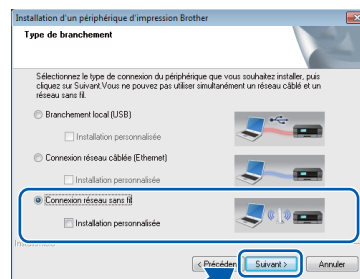 Installation d'un périphérique d'impression Brother
Type de branchement
Sélectionnez le type de connexion du périphérique que vous souhaitez installer, puis
cliquez sur Suivant.Vous ne pouvez pas utiliser simultanément un réseau câblé et un
réseau sans fil.
Branchement local (USB)
Installation personnalisée
Connexion réseau câblée (Ethernet)
Installation personnalisée
Connexion réseau sans fil
Installation personnalisée
< Précéden
Suivant >
Annuler